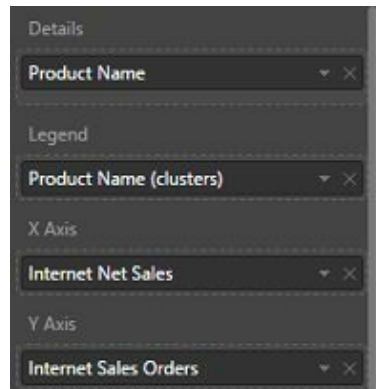 Details
Product Name
Legend
Product Name (clusters)
X Axis
Internet Net Sales
Y Axis
Internet Sales Orders